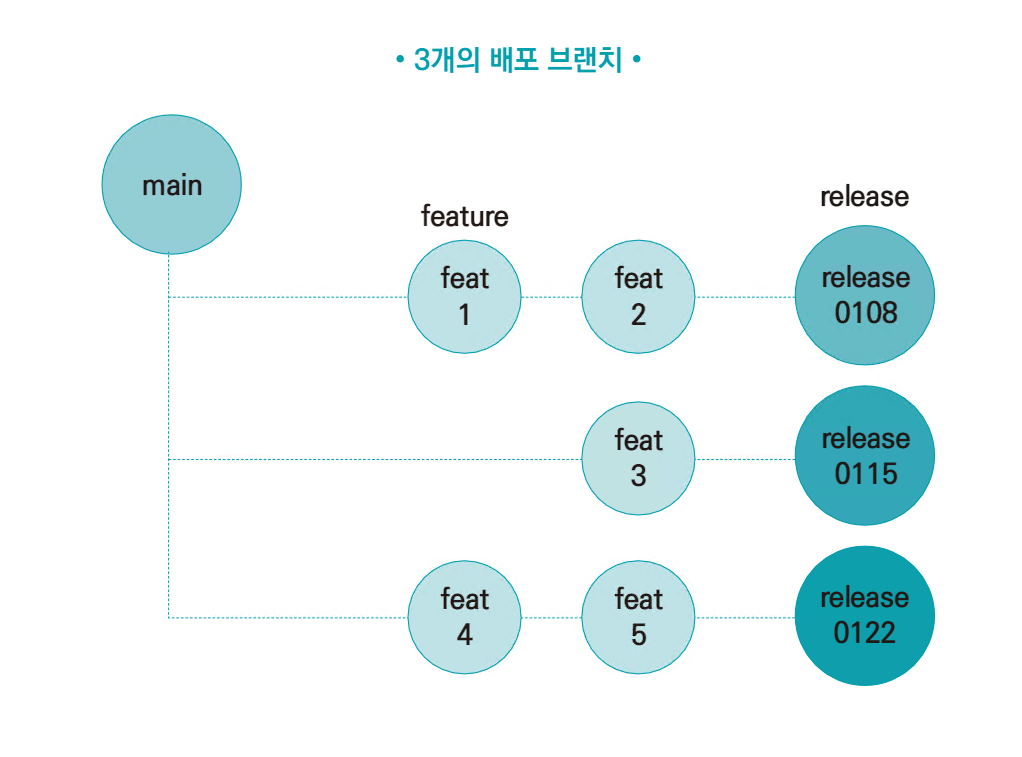 • 3개의 배포 브랜치 •
main
feature
release
feat
1
feat
2
release
0108
feat
3
release
0115
feat
4
feat
5
release
0122